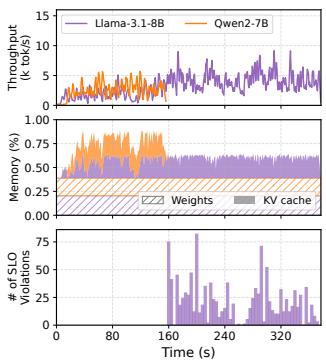 Llama-3.1-8B
Qwen2-7B
Throughput
(k tok/s)
15
10
5
0
Memory (%)
1.00
0.75
0.50
0.25
0.00
Weights
KV cache
# of SLO
Violations
75
50
25
0
0
80
160
240
320
Time (s)